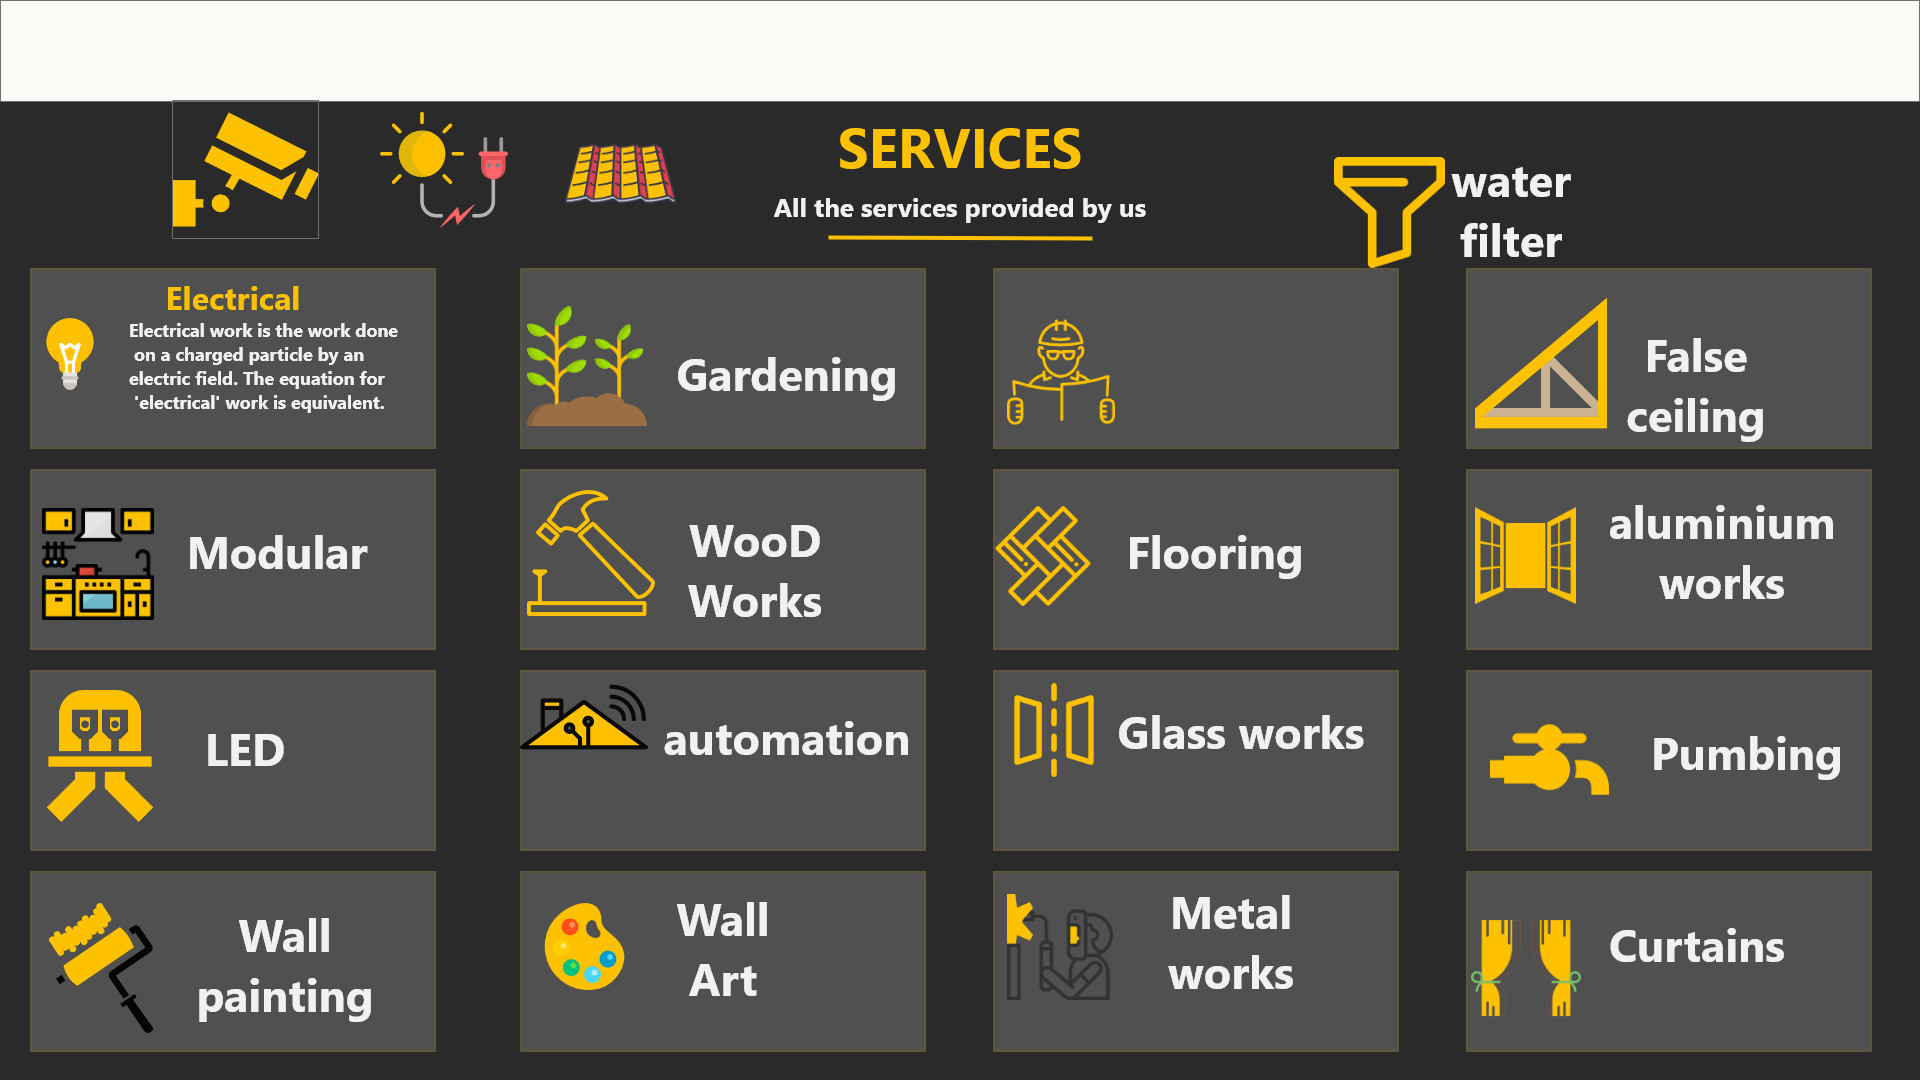 SERVICES
All the services provided by us
water
filter
Electrical
Electrical work is the work done
on a charged particle by an
electric field. The equation for
'electrical' work is equivalent.
Gardening
False
ceiling
Modular
WooD
Works
Flooring
aluminium
works
LED
automation
Glass works
Pumbing
Wall
painting
Wall
Art
Metal
works
Curtains